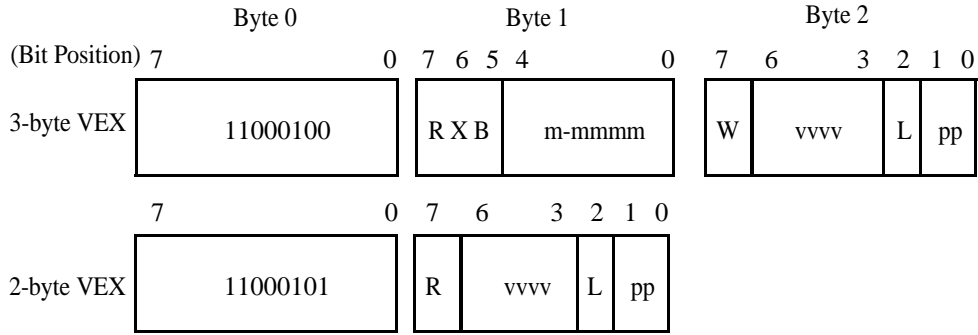 Byte 0 Byte 1 Byte 2
(Bit Position) 7 0 7 6 5 4 0 7 6 3 2 1 0
3-byte VEX 11000100 R X B m-mmmm W vvvv L pp
7 0 7 6 3 2 1 0
2-byte VEX 11000101 R vvvv L pp